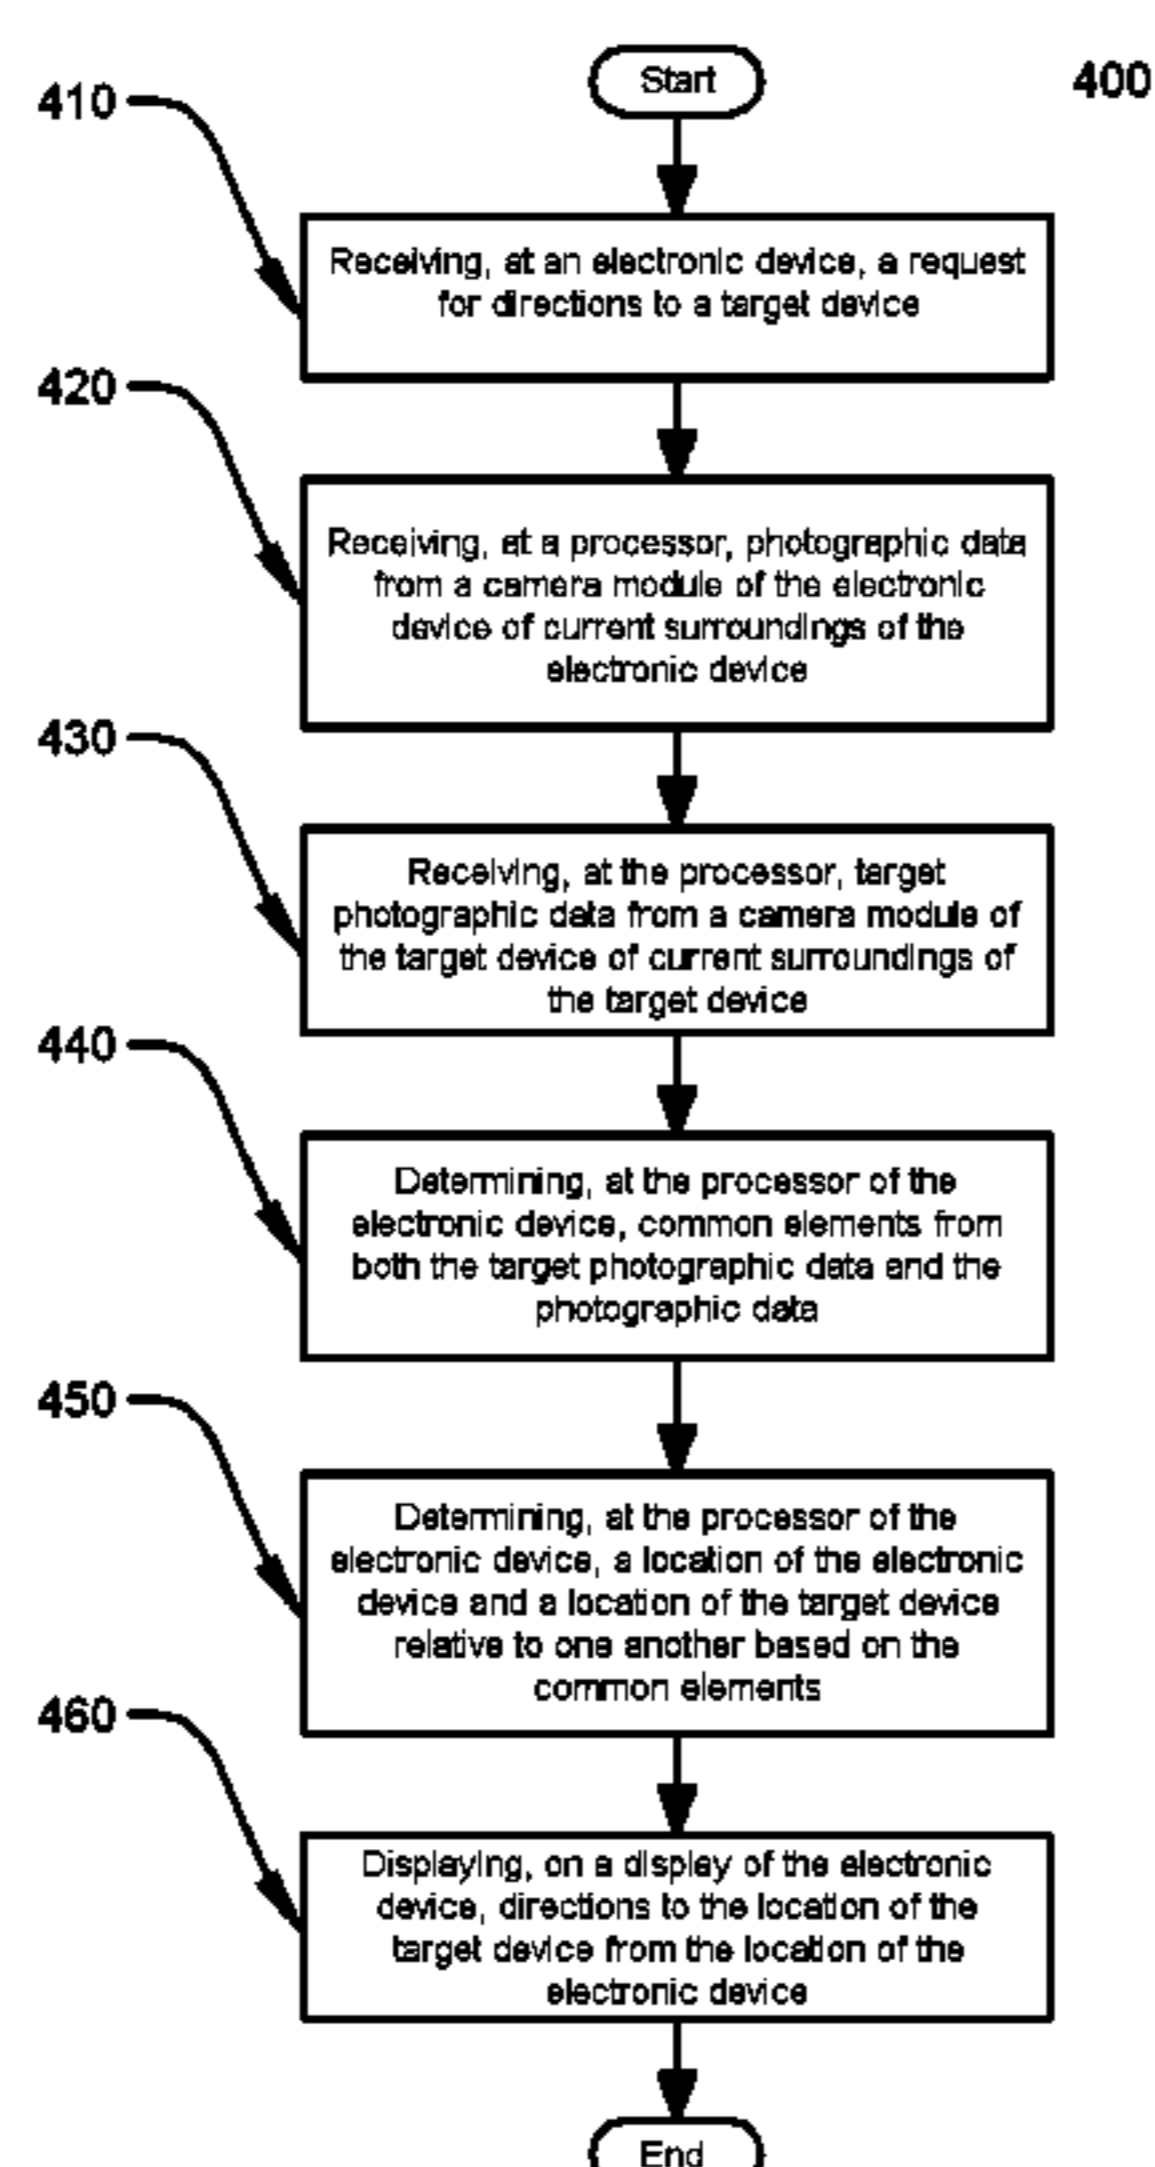 Start
400
410
Receiving, at an electronic device, a request
for directions to a target device
420
Receiving, at a processor, photographic data
from a camera module of the electronic
device of current surroundings of the
electronic device
430
Receiving, at the processor, target
photographic data from a camera module of
the target device of current surroundings of
the target device
440
Determining, at the processor of the
electronic device, common elements from
both the target photographic data and the
photographic data
450
Determining, at the processor of the
electronic device, a location of the electronic
device and a location of the target device
relative to one another based on the
common elements
460
Displaying, on a display of the electronic
device, directions to the location of the
target device from the location of the
electronic device
End